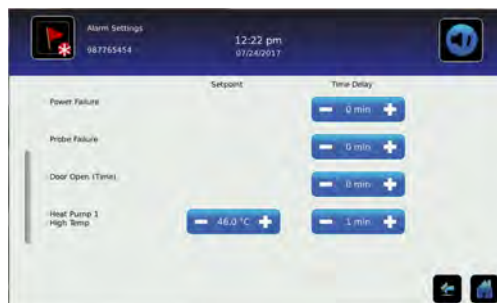 Alarm Settings
987765454
12:22 pm
07/24/2017
Setpoint
Time Delay
Power Failure
0 min
Probe Failure
0 min
Door Open (Time)
0 min
Heat Pump 1
High Temp
46.0 °C
1 min